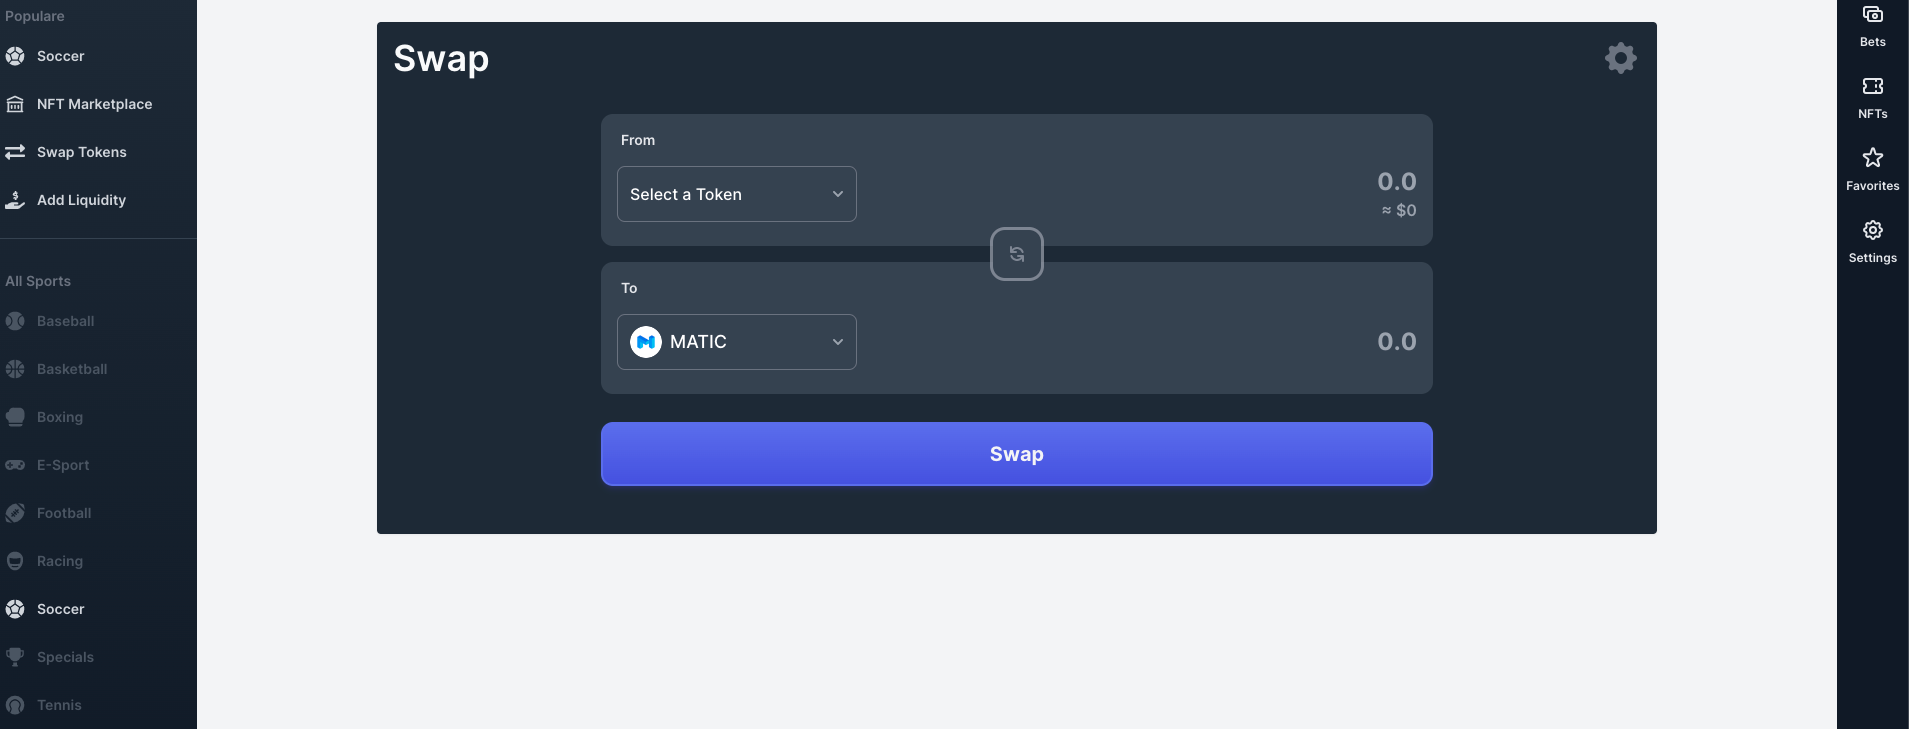 Populare
Soccer
NFT Marketplace
Swap Tokens
Add Liquidity
All Sports
Baseball
Basketball
Boxing
E-Sport
Football
Racing
Soccer
Specials
Tennis
Swap
From
Select a Token
0.0
≈ $0
To
MATIC
0.0
Swap
Bets
NFTs
Favorites
Settings